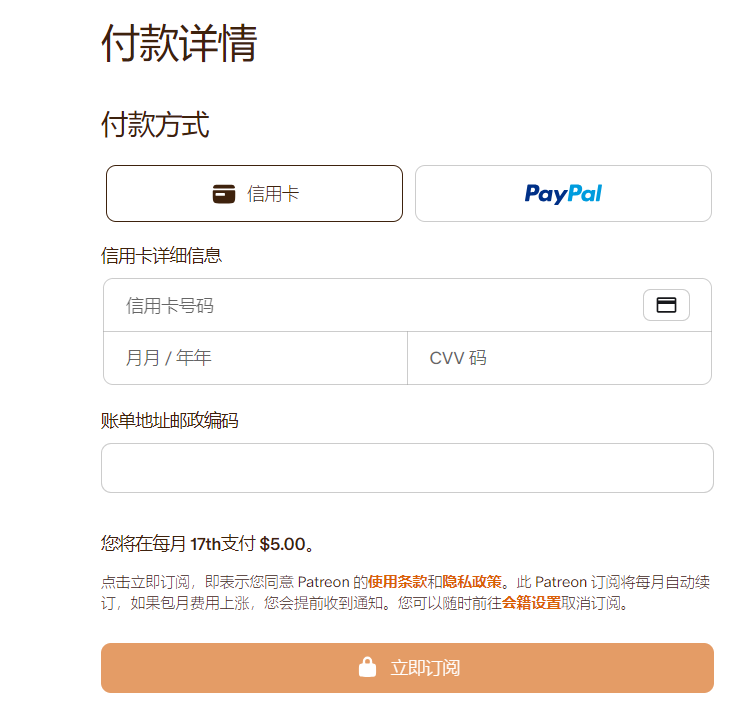 付款详情
付款方式
信用卡
PayPal
信用卡详细信息
信用卡号码
月月 / 年年
CVV 码
账单地址邮政编码
您将在每月 17th支付 $5.00。
点击立即订阅，即表示您同意 Patreon 的使用条款和隐私政策。此 Patreon 订阅将每月自动续
订，如果包月费用上涨，您会提前收到通知。您可以随时前往会籍设置取消订阅。
立即订阅